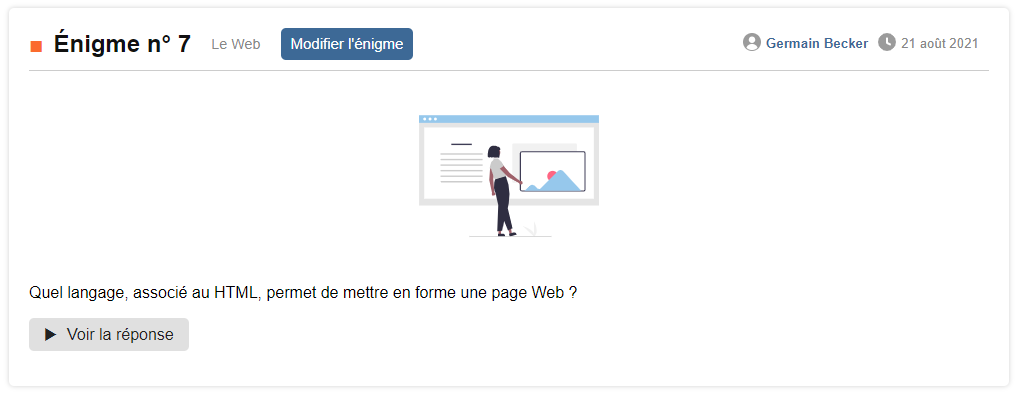 Énigme n° 7 Le Web Modifier l'énigme Germain Becker 21 août 2021
Quel langage, associé au HTML, permet de mettre en forme une page Web ?
Voir la réponse